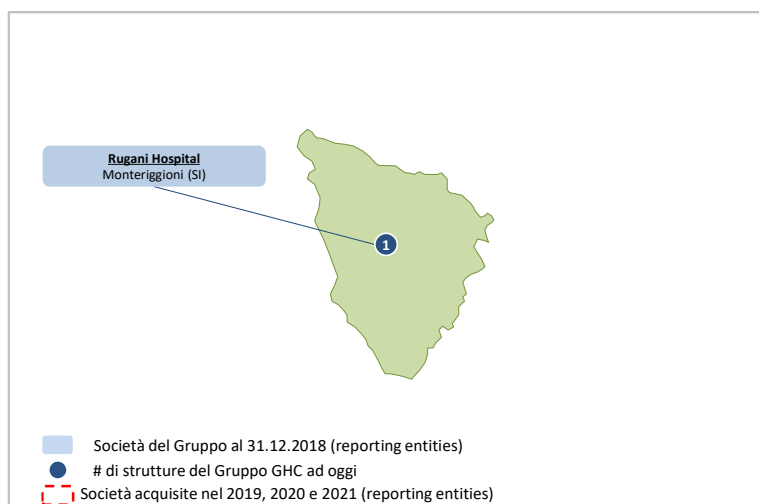 Rugani Hospital
Monteriggioni (SI)
1
Società del Gruppo al 31.12.2018 (reporting entities)
# di strutture del Gruppo GHC ad oggi
Società acquisite nel 2019, 2020 e 2021 (reporting entities)